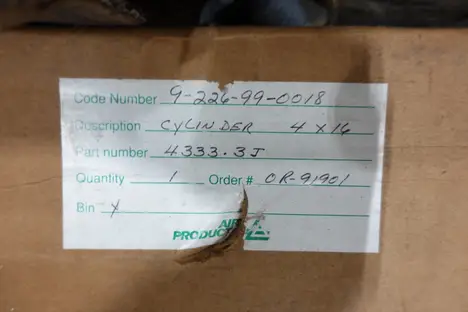 Code Number 9-226-99-0018
Description CYLINDER 4 X 16
Part number 4333.3J
Quantity 1 Order # OR-91901
Bin Y
AIR
PRODUCTS